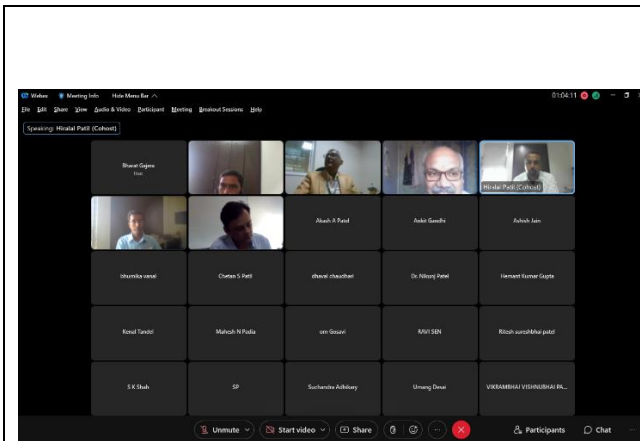 Webex Meeting Info Hide Menu Bar 01:04:11
File Edit Share View Audio & Video Participant Meeting Breakout Sessions Help
Speaking: Hiralal Patil (Cohost)
Bharat Gajera
Host
Hiralal Patil (Cohost)
Akash A Patel Ankit Gandhi Ashish Jain
bhumika vansl Chetan S Patil dhaval chaudhari Dr. Nikunj Patel Hemant Kumar Gupta
Kenal Tandel Mahesh N Padia om Gosavi RAVI SEN Ritesh sureshbhai patel
S K Shah SP Suchandra Adhikary Umang Desai VIKRAMBHAI VISHNUBHAI PA...
Unmute Start video Share Participants Chat